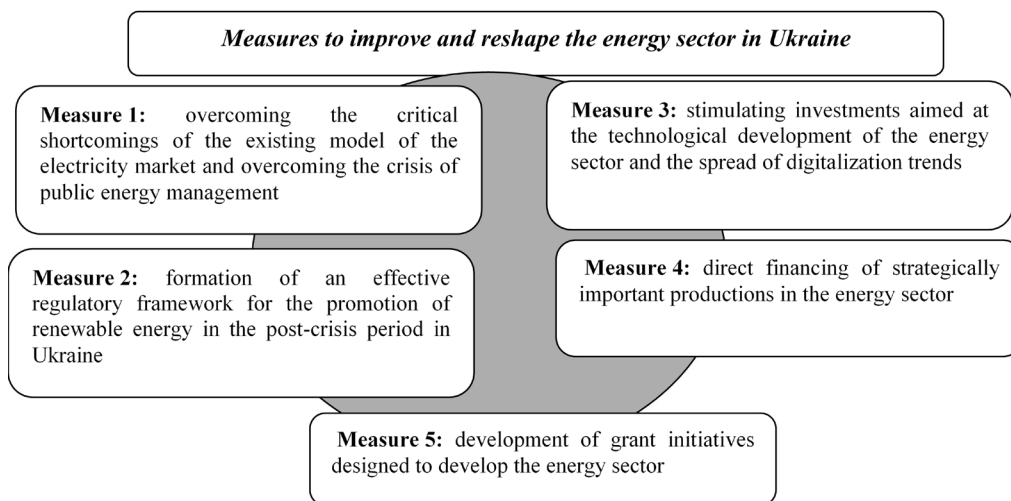 Measures to improve and reshape the energy sector in Ukraine
Measure 1: overcoming the critical
shortcomings of the existing model of the
electricity market and overcoming the crisis of
public energy management
Measure 2: formation of an effective
regulatory framework for the promotion of
renewable energy in the post-crisis period in
Ukraine
Measure 3: stimulating investments aimed at
the technological development of the energy
sector and the spread of digitalization trends
Measure 4: direct financing of strategically
important productions in the energy sector
Measure 5: development of grant initiatives
designed to develop the energy sector